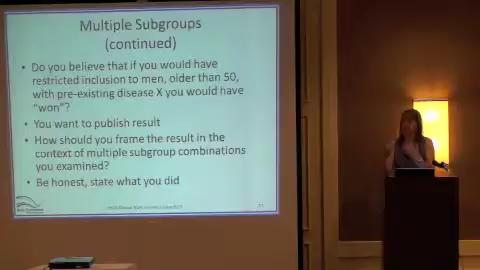 Multiple Subgroups
(continued)
• Do you believe that if you would have
restricted inclusion to men, older than 50,
with pre-existing disease X you would have
"won"?
• You want to publish result
• How should you frame the result in the
context of multiple subgroup combinations
you examined?
• Be honest, state what you did